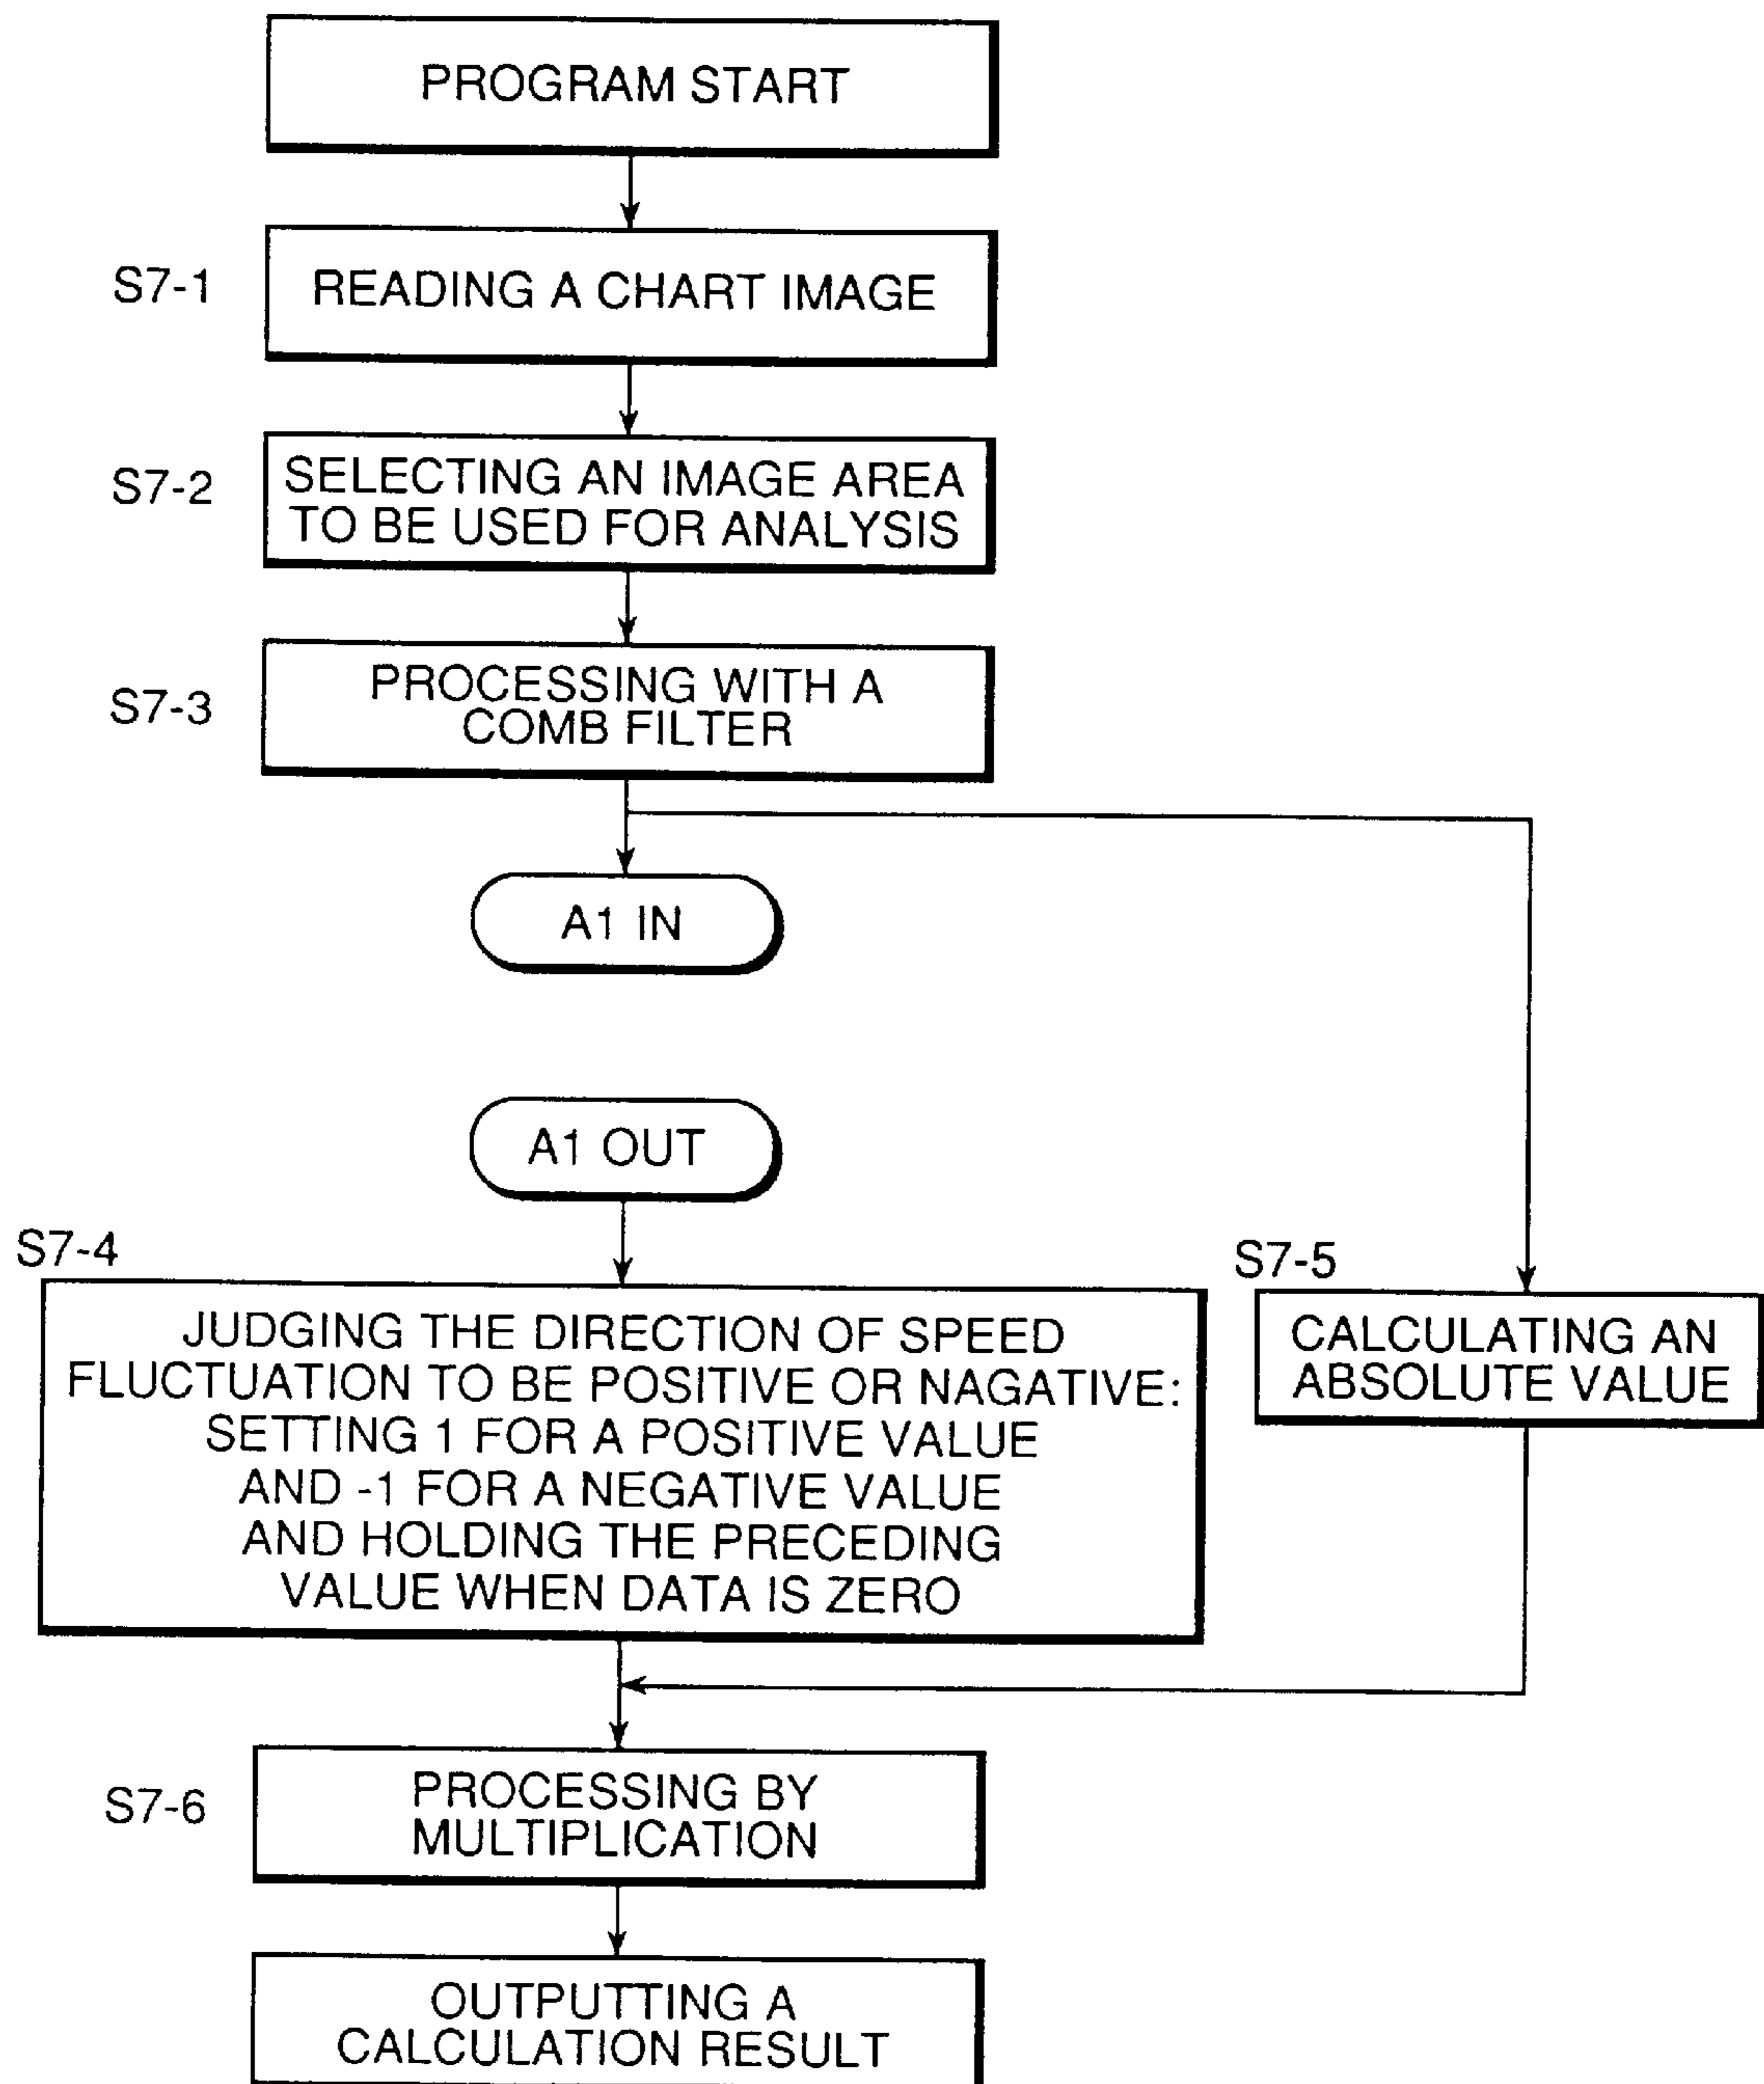 PROGRAM START
S7-1
READING A CHART IMAGE
S7-2
SELECTING AN IMAGE AREA
TO BE USED FOR ANALYSIS
S7-3
PROCESSING WITH A
COMB FILTER
A1 IN
A1 OUT
S7-4
JUDGING THE DIRECTION OF SPEED
FLUCTUATION TO BE POSITIVE OR NAGATIVE:
SETTING 1 FOR A POSITIVE VALUE
AND -1 FOR A NEGATIVE VALUE
AND HOLDING THE PRECEDING
VALUE WHEN DATA IS ZERO
S7-5
CALCULATING AN
ABSOLUTE VALUE
S7-6
PROCESSING BY
MULTIPLICATION
OUTPUTTING A
CALCULATION RESULT